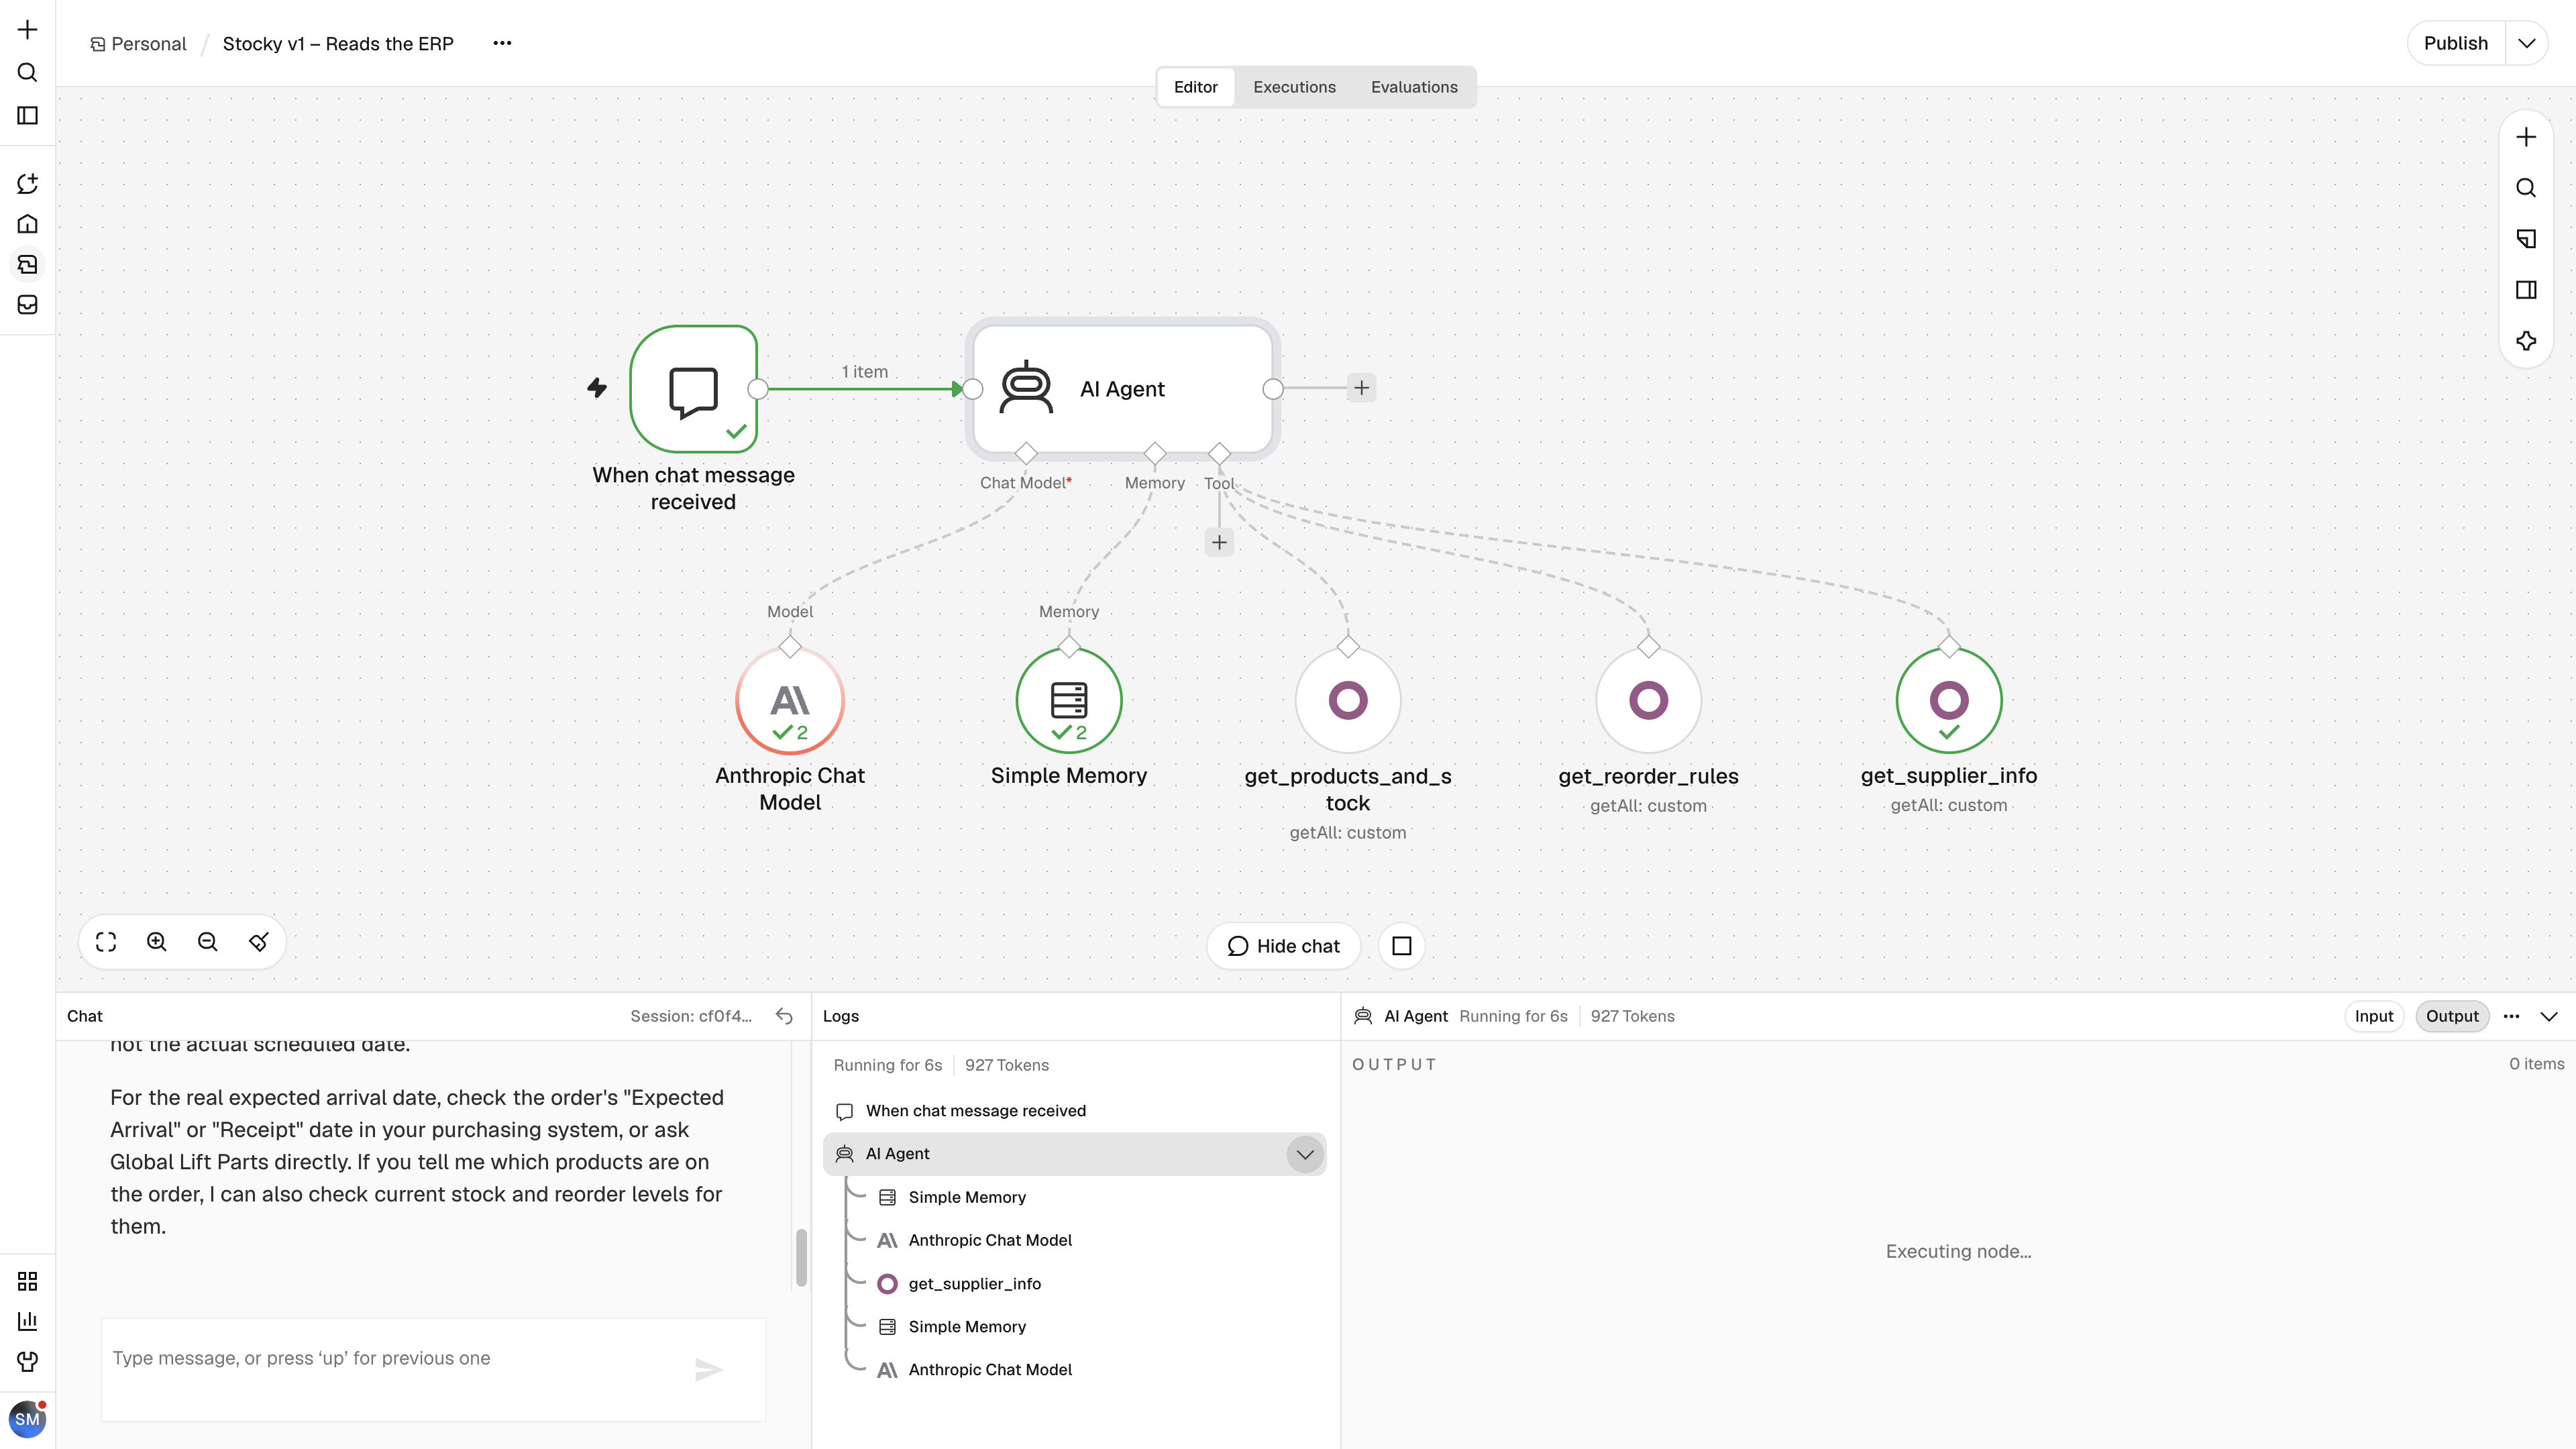 Personal / Stocky v1 – Reads the ERP
Publish
Editor Executions Evaluations
1 item
AI Agent
When chat message
received
Chat Model*
Memory
Tool
Model
Memory
2
2
Anthropic Chat
Model
Simple Memory
get_products_and_s
tock
getAll: custom
get_reorder_rules
getAll: custom
get_supplier_info
getAll: custom
Hide chat
Chat
Session: cf0f4...
not the actual scheduled date.
For the real expected arrival date, check the order's "Expected
Arrival" or "Receipt" date in your purchasing system, or ask
Global Lift Parts directly. If you tell me which products are on
the order, I can also check current stock and reorder levels for
them.
Type message, or press ‘up’ for previous one
SM
Logs
Running for 6s 927 Tokens
When chat message received
AI Agent
Simple Memory
Anthropic Chat Model
get_supplier_info
Simple Memory
Anthropic Chat Model
AI Agent Running for 6s 927 Tokens
Input Output
OUTPUT
0 items
Executing node...